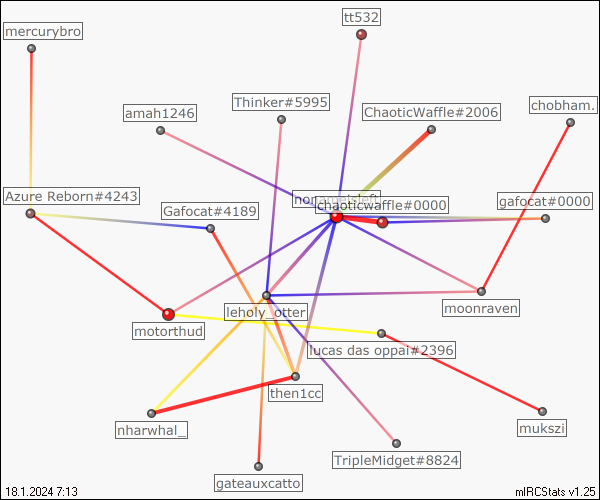 tt532
mercurybro
Thinker#5995
chobham.
amah1246
ChaoticWaffle#2006
Azure Reborn#4243
chaoticwaffle#0000
gafocat#0000
Gafocat#4189
leholy_otter
moonraven
motorthud
lucas das oppai#2396
then1cc
nharwhal_
mukszi
TripleMidget#8824
gateauxcatto
18.1.2024 7:13
mIRCStats v1.25